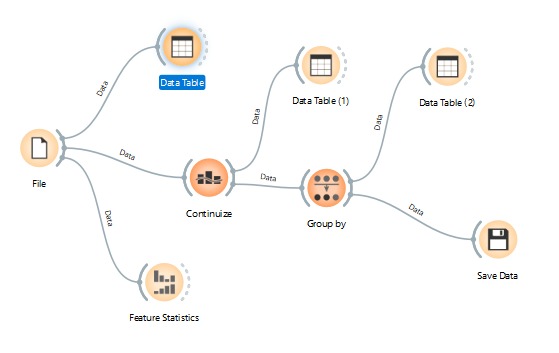 Data Table
Data
Data Table (1)
Data
Data Table (2)
Data
File
Data
Continuize
Data
Group by
Data
Save Data
Data
Feature Statistics